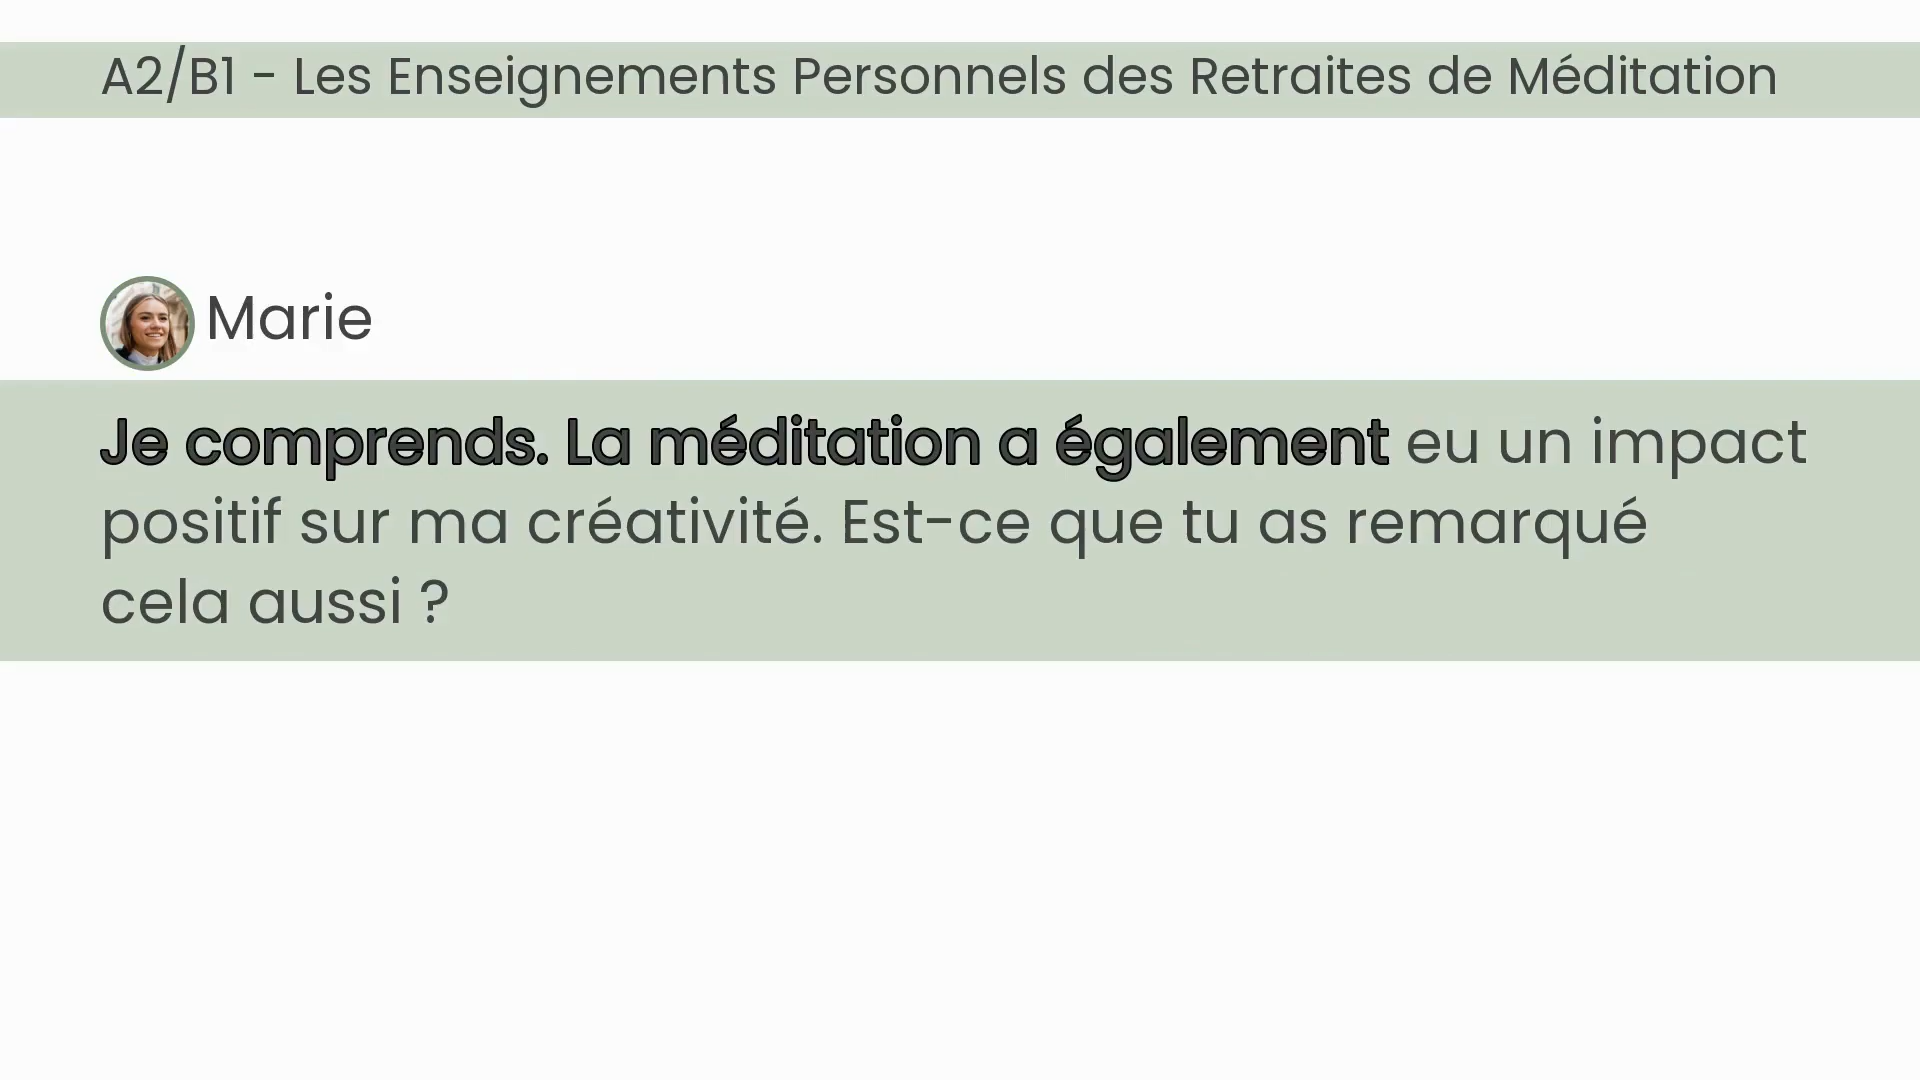 A2/B1 - Les Enseignements Personnels des Retraites de Méditation
Marie
Je comprends. La méditation a également eu un impact
positif sur ma créativité. Est-ce que tu as remarqué
cela aussi ?